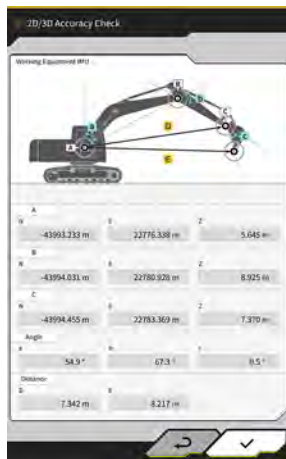 2D/3D Accuracy Check
Working Equipment IMU
B
C
D
A
E
A
N E Z
-43993.233 m 22776.338 m 5.645 m
B
N E Z
-43994.031 m 22780.928 m 8.925 m
C
N E Z
-43994.455 m 22783.369 m 7.370 m
Angle
54.9° 67.3° 0.5°
Distance
D E
7.342 m 8.217 m